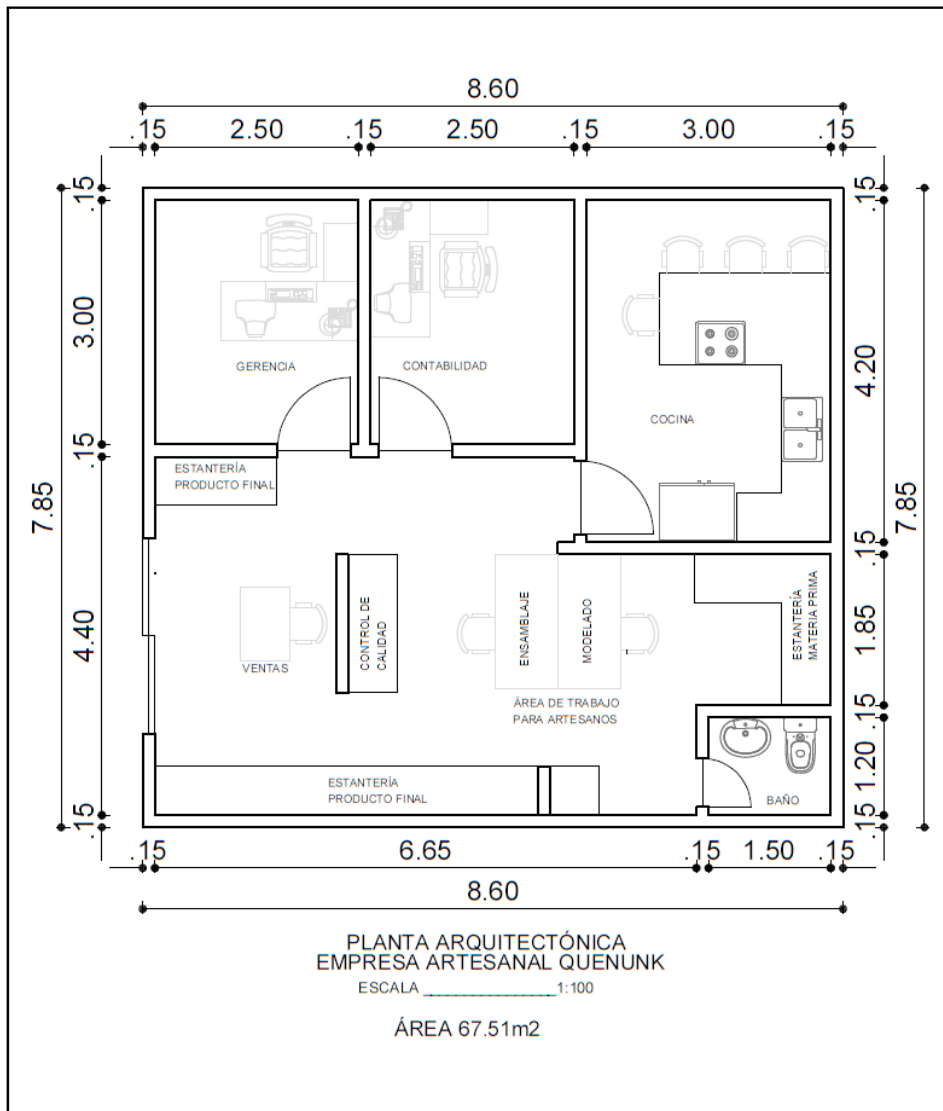 8.60
.15 2.50 .15 2.50 .15 3.00 .15
.15
3.00
.15
4.40
.15
7.85
.15
4.20
.15
1.85
.15
1.20
.15
7.85
GERENCIA
CONTABILIDAD
COCINA
ESTANTERÍA
PRODUCTO FINAL
VENTAS
CONTROL DE
CALIDAD
ENSAMBLAJE
MODELADO
ESTANTERÍA
MATERIA PRIMA
ÁREA DE TRABAJO
PARA ARTESANOS
ESTANTERÍA
PRODUCTO FINAL
BAÑO
.15 6.65 .15 1.50 .15
8.60
PLANTA ARQUITECTÓNICA
EMPRESA ARTESANAL QUENUNK
ESCALA ________________1:100
ÁREA 67.51m2